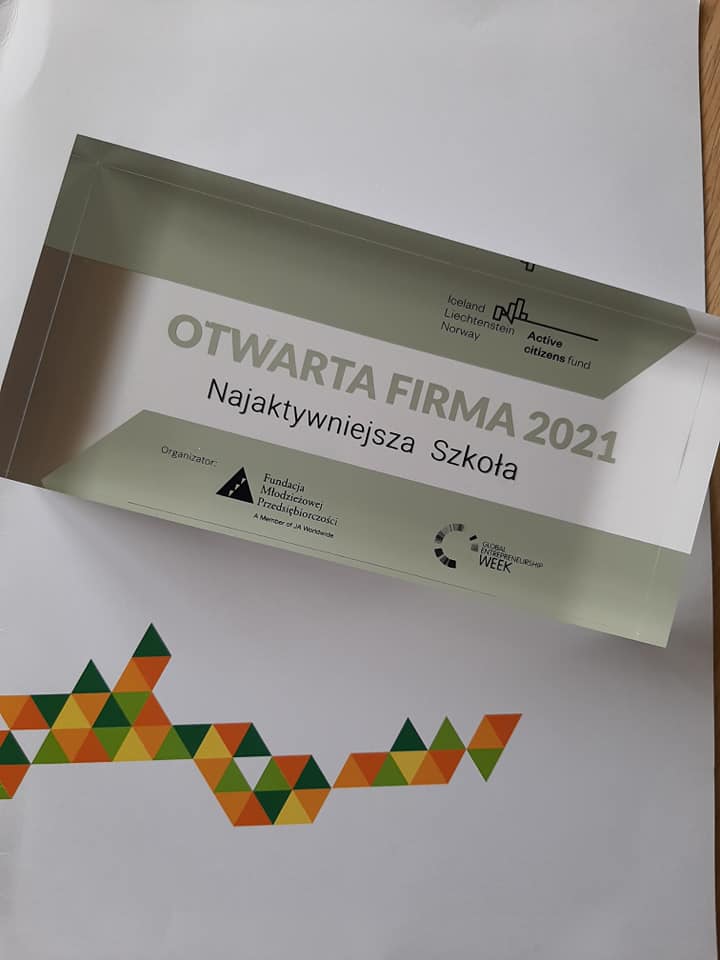 Iceland
Liechtenstein
Norway
Active
citizens fund
OTWARTA FIRMA 2021
Najaktywniejsza Szkoła
Organizator:
Fundacja
Młodzieżowej
Przedsiębiorczości
A Member of JA Worldwide
GLOBAL
ENTREPRENEURSHIP
WEEK